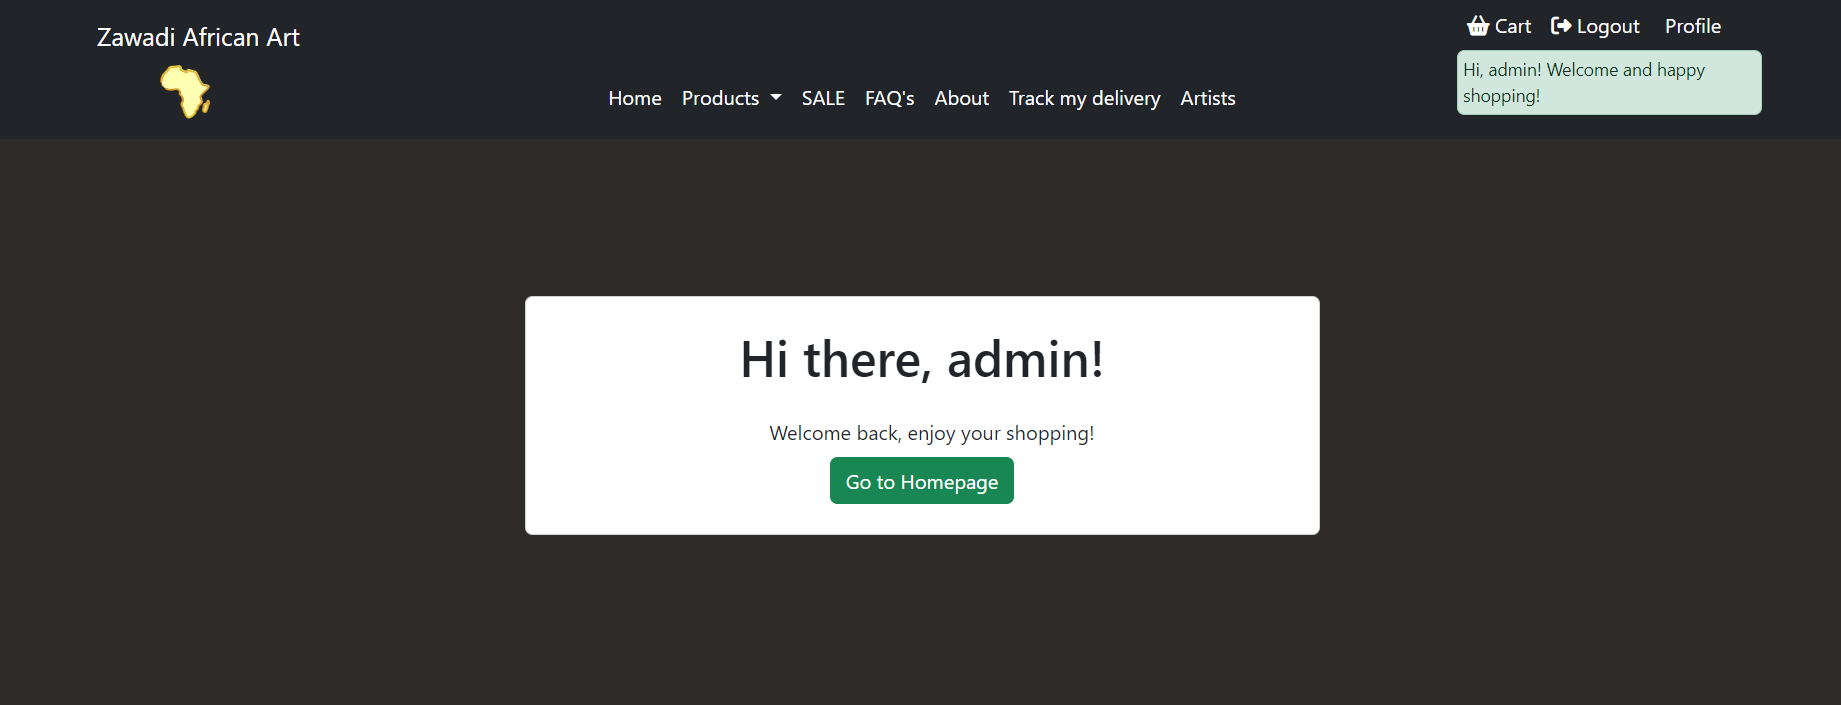 Zawadi African Art
Cart Logout Profile
Hi, admin! Welcome and happy
shopping!
Home Products SALE FAQ's About Track my delivery Artists
Hi there, admin!
Welcome back, enjoy your shopping!
Go to Homepage